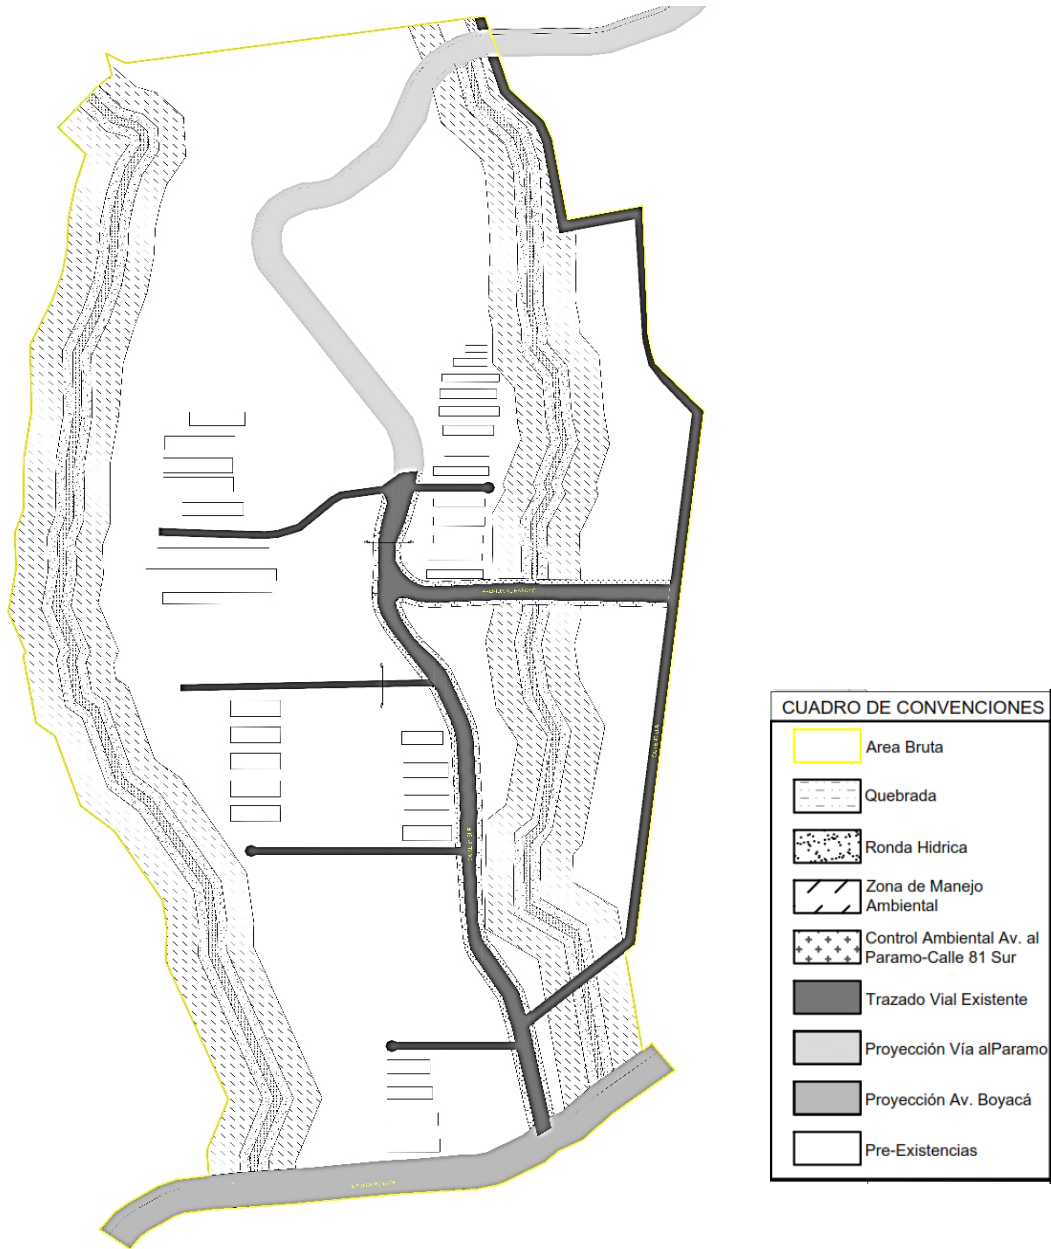 CUADRO DE CONVENCIONES
Area Bruta
Quebrada
Ronda Hidrica
Zona de Manejo
Ambiental
Control Ambiental Av. al
Paramo-Calle 81 Sur
Trazado Vial Existente
Proyección Vía alParamo
Proyección Av. Boyacá
Pre-Existencias